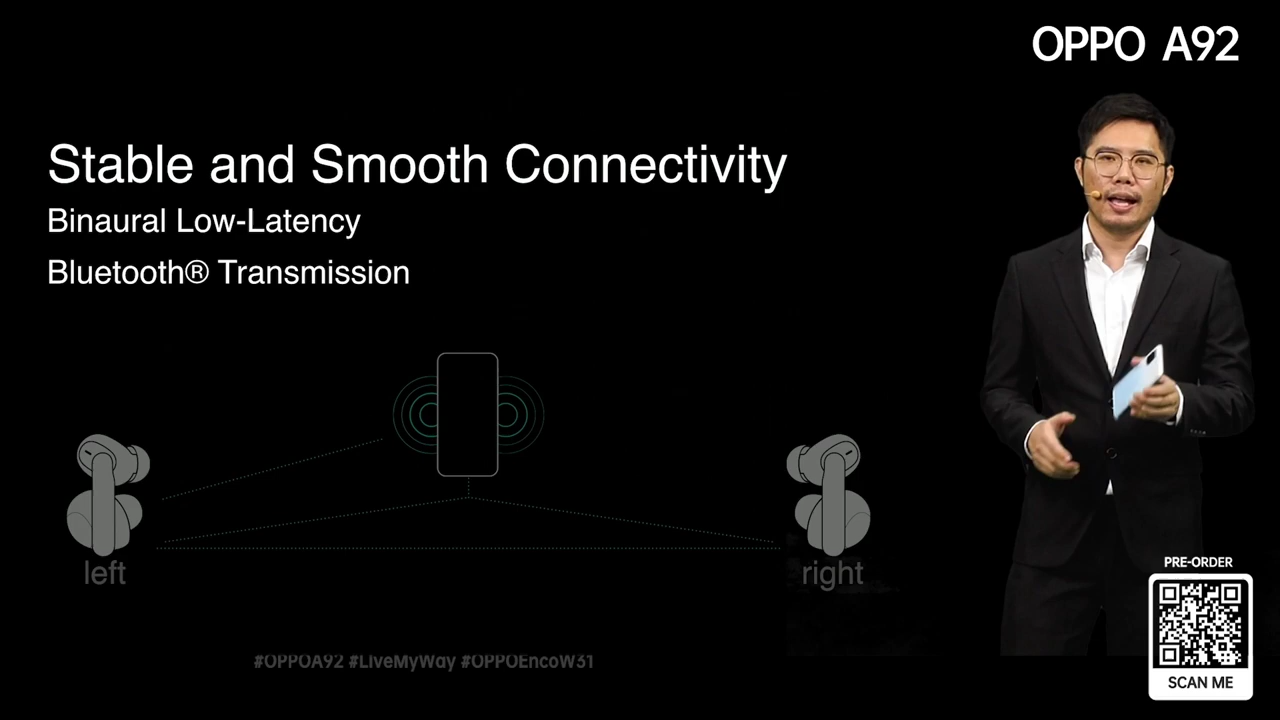 OPPO A92
Stable and Smooth Connectivity
Binaural Low-Latency
Bluetooth® Transmission
left
right
PRE-ORDER
SCAN ME
#OPPOA92 #LiveMyWay #OPPOEncoW31